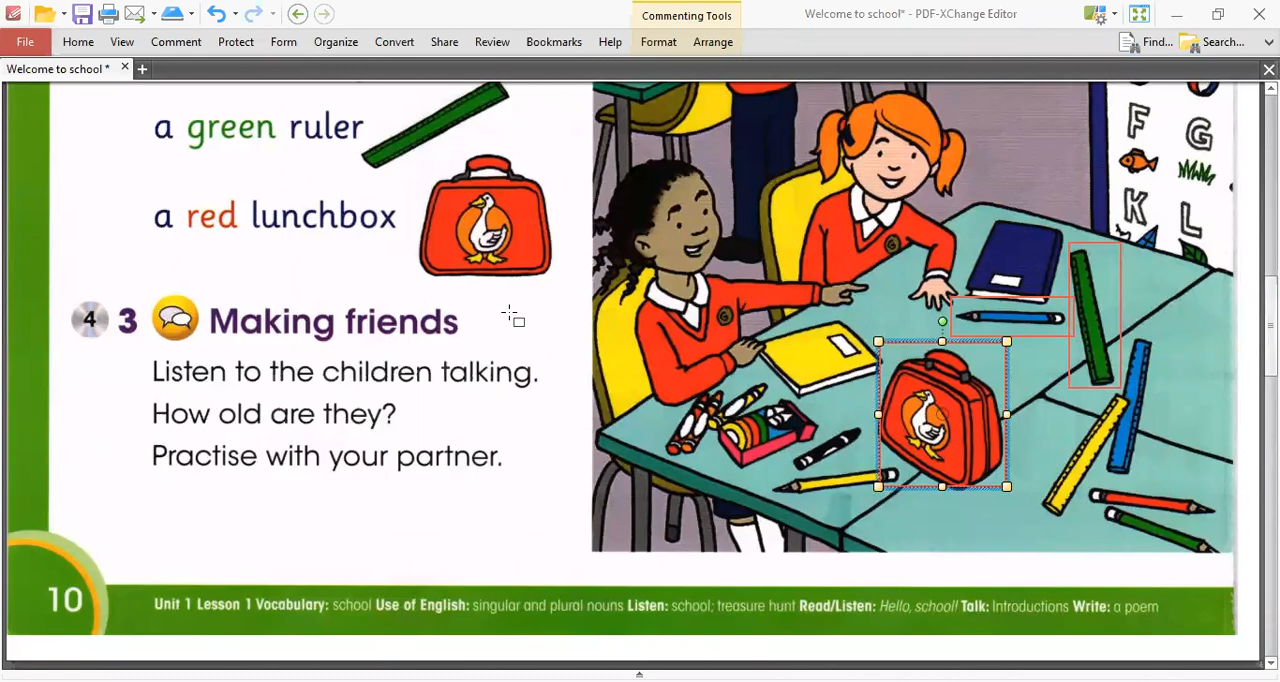 Commenting Tools
Welcome to school* - PDF-XChange Editor
File
Home
View
Comment
Protect
Form
Organize
Convert
Share
Review
Bookmarks
Help
Format
Arrange
Find...
Search...
Welcome to school *
a green ruler
a red lunchbox
4 3 Making friends
Listen to the children talking.
How old are they?
Practise with your partner.
F
G
K
L
10
Unit 1 Lesson 1 Vocabulary: school Use of English: singular and plural nouns Listen: school; treasure hunt Read/Listen: Hello, school! Talk: Introductions Write: a poem